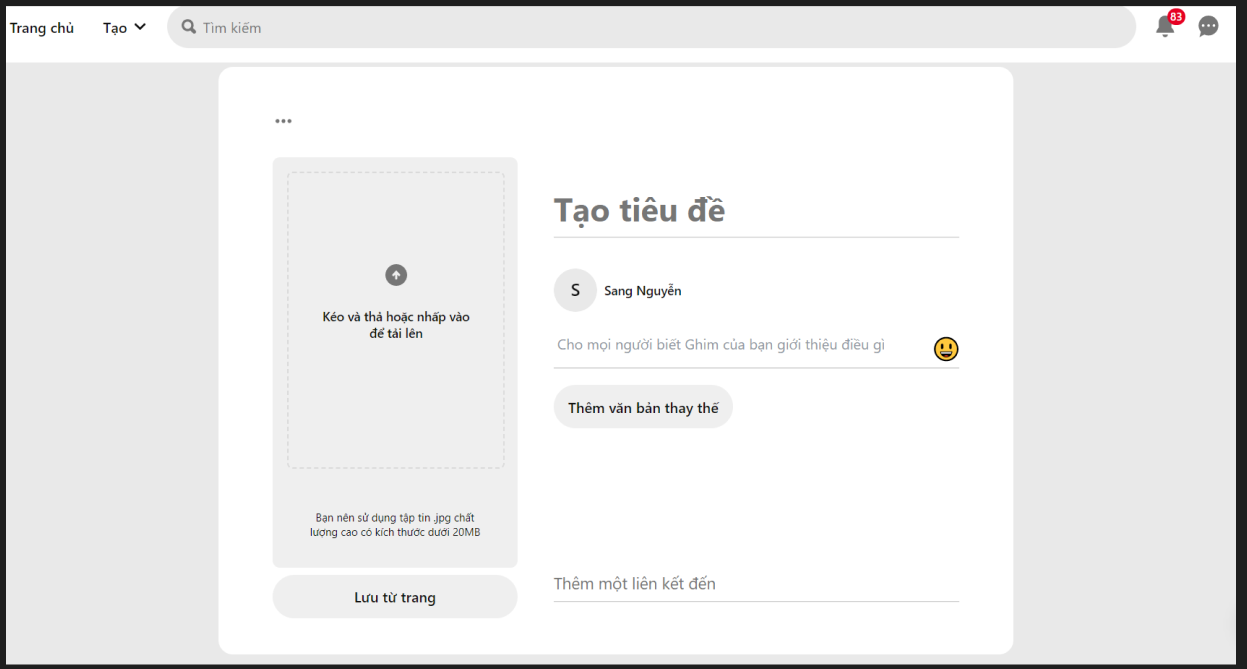 Trang chủ
Tạo
Tìm kiếm
83
Tạo tiêu đề
Kéo và thả hoặc nhấp vào
để tải lên
S
Sang Nguyễn
Cho mọi người biết Ghim của bạn giới thiệu điều gì
Thêm văn bản thay thế
Bạn nên sử dụng tập tin .jpg chất
lượng cao có kích thước dưới 20MB
Thêm một liên kết đến
Lưu từ trang